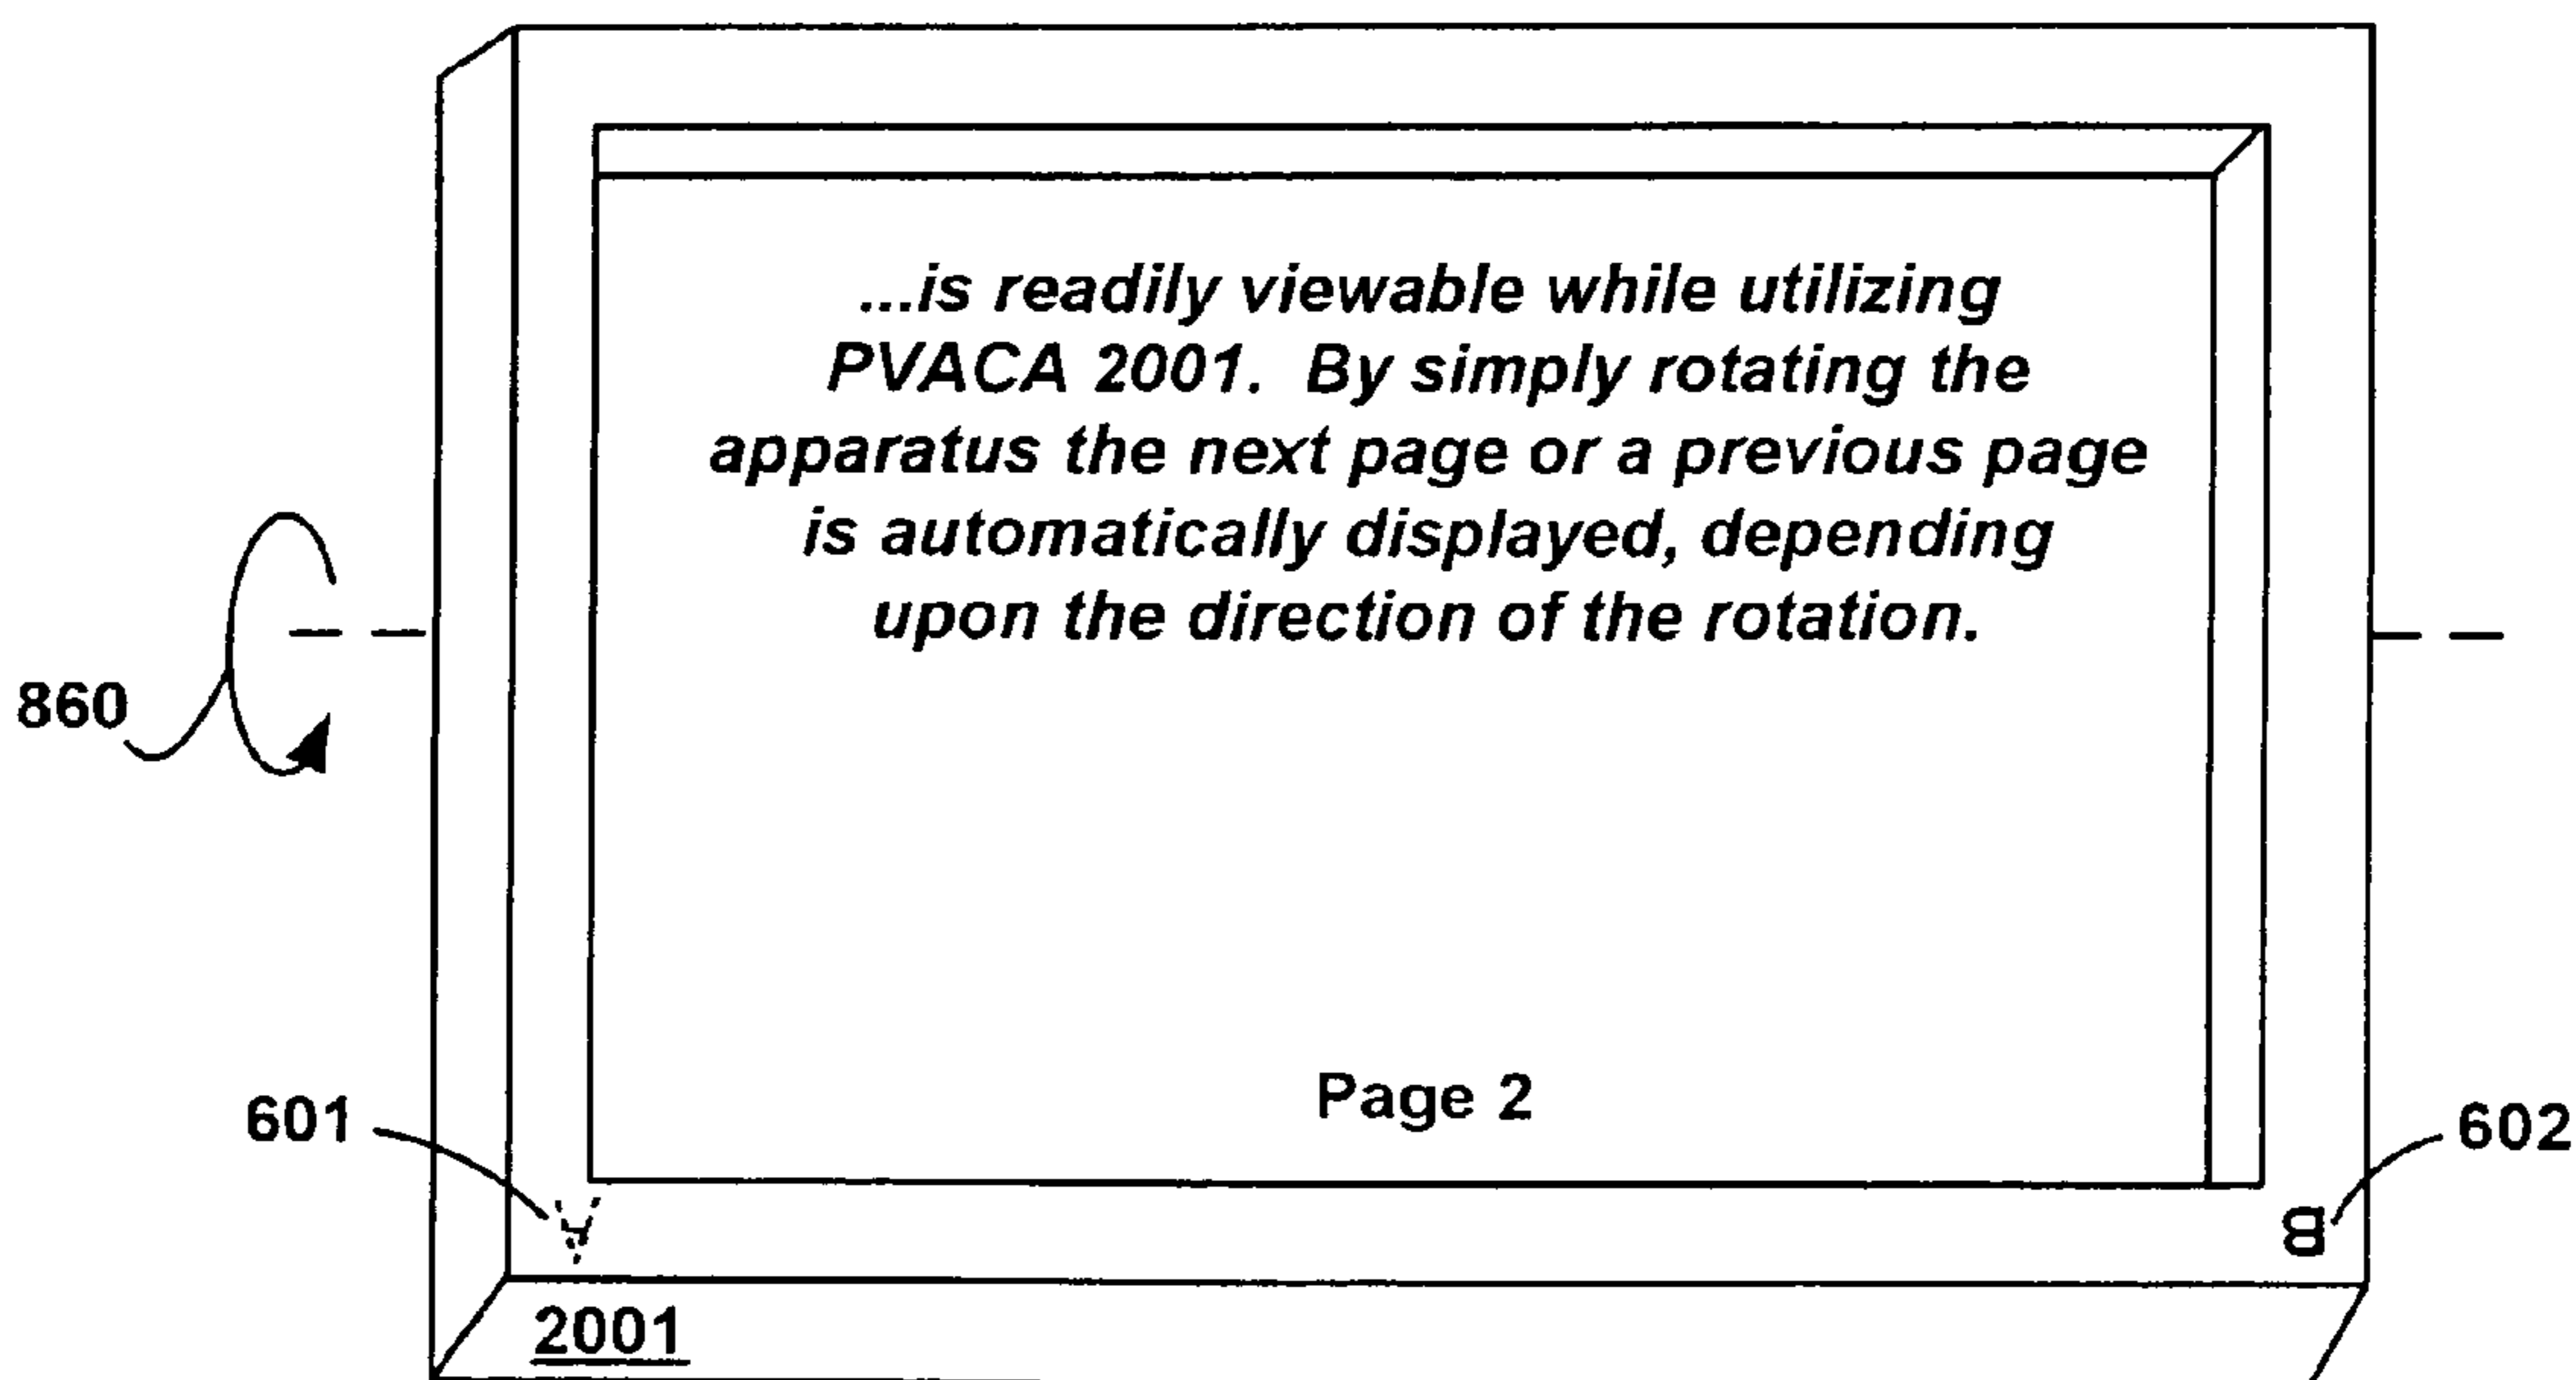 ...is readily viewable while utilizing
PVACA 2001. By simply rotating the
apparatus the next page or a previous page
is automatically displayed, depending
upon the direction of the rotation.
860
Page 2
601
602
A
B
2001